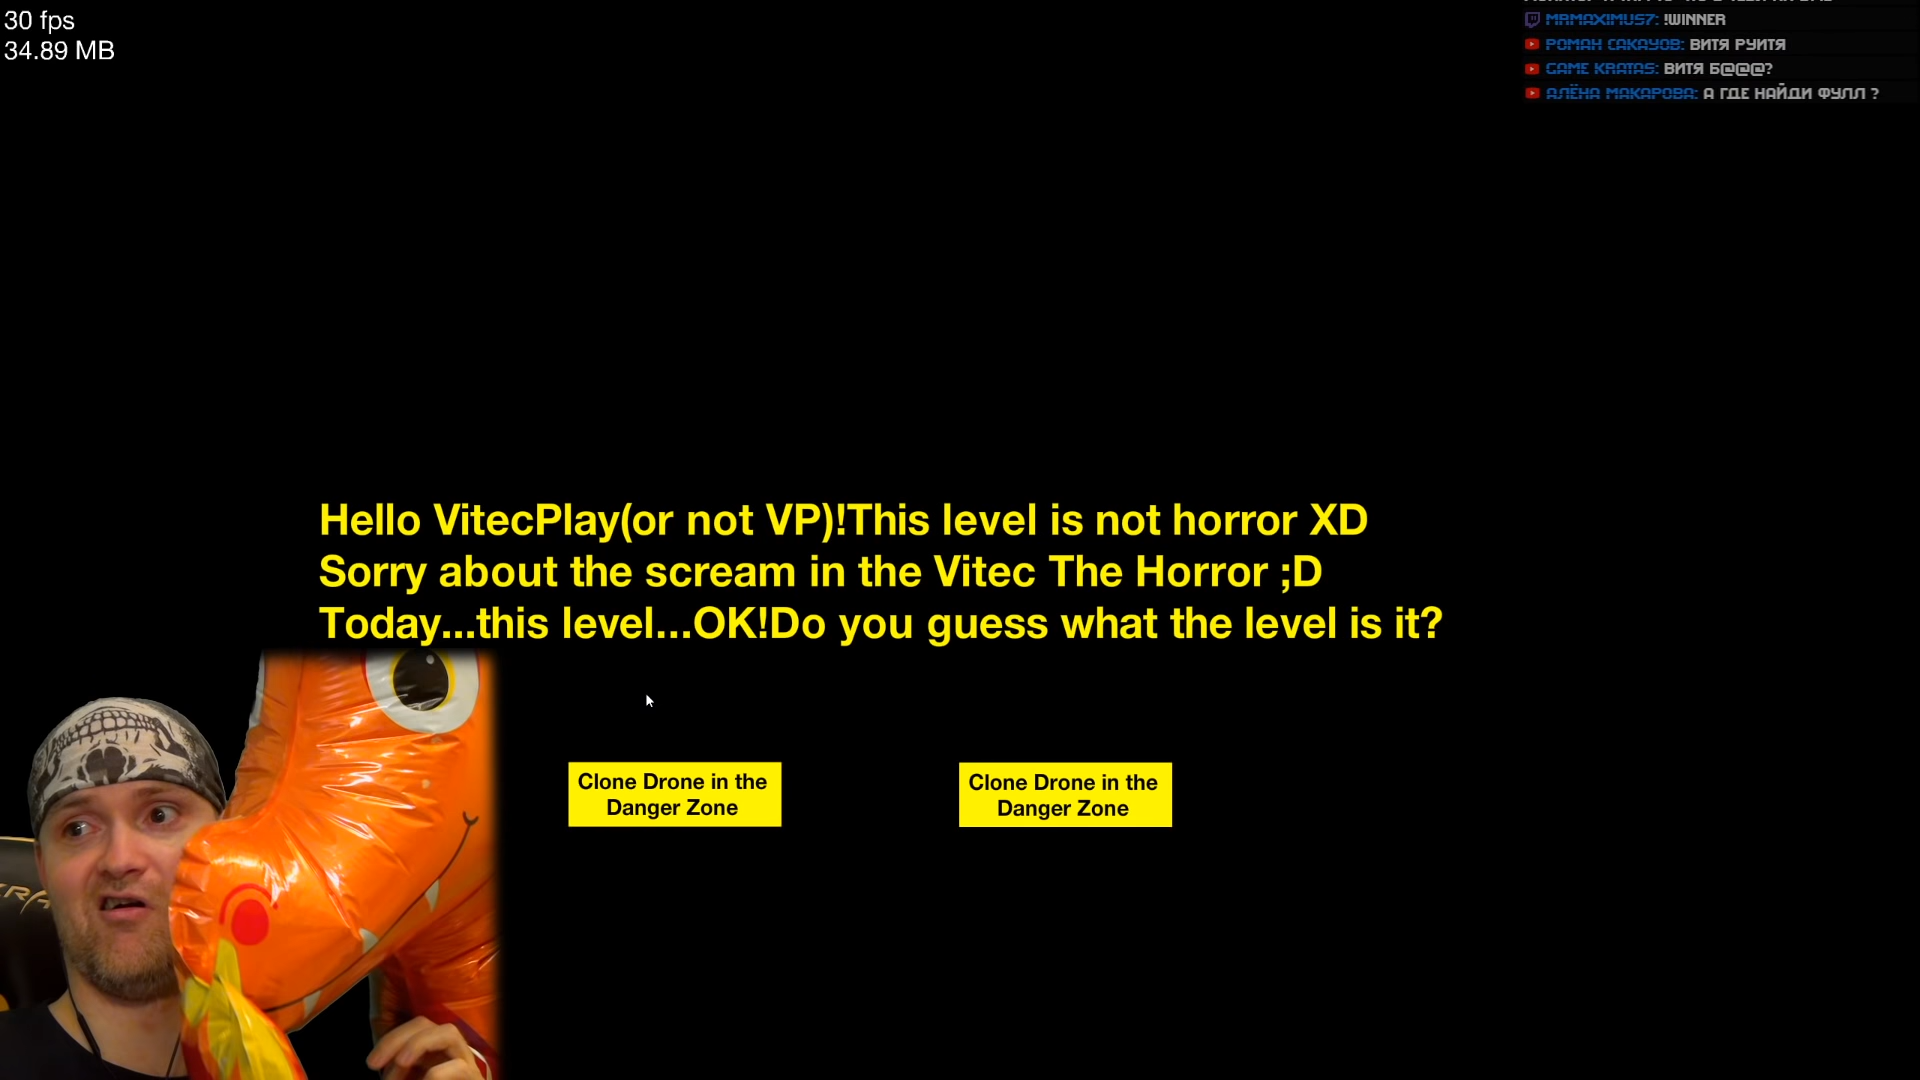 30 fps
34.89 MB
MRMAXIMUS7: !WINNER
РОМАН САКАУОВ: ВИТЯ РУИТЯ
GAME KRATAS: ВИТЯ Б@@@?
АЛЁНА МАКАРОВА: А ГДЕ НАЙДИ ФУЛЛ ?
Hello VitecPlay(or not VP)!This level is not horror XD
Sorry about the scream in the Vitec The Horror ;D
Today...this level...OK!Do you guess what the level is it?
Clone Drone in the
Danger Zone
Clone Drone in the
Danger Zone